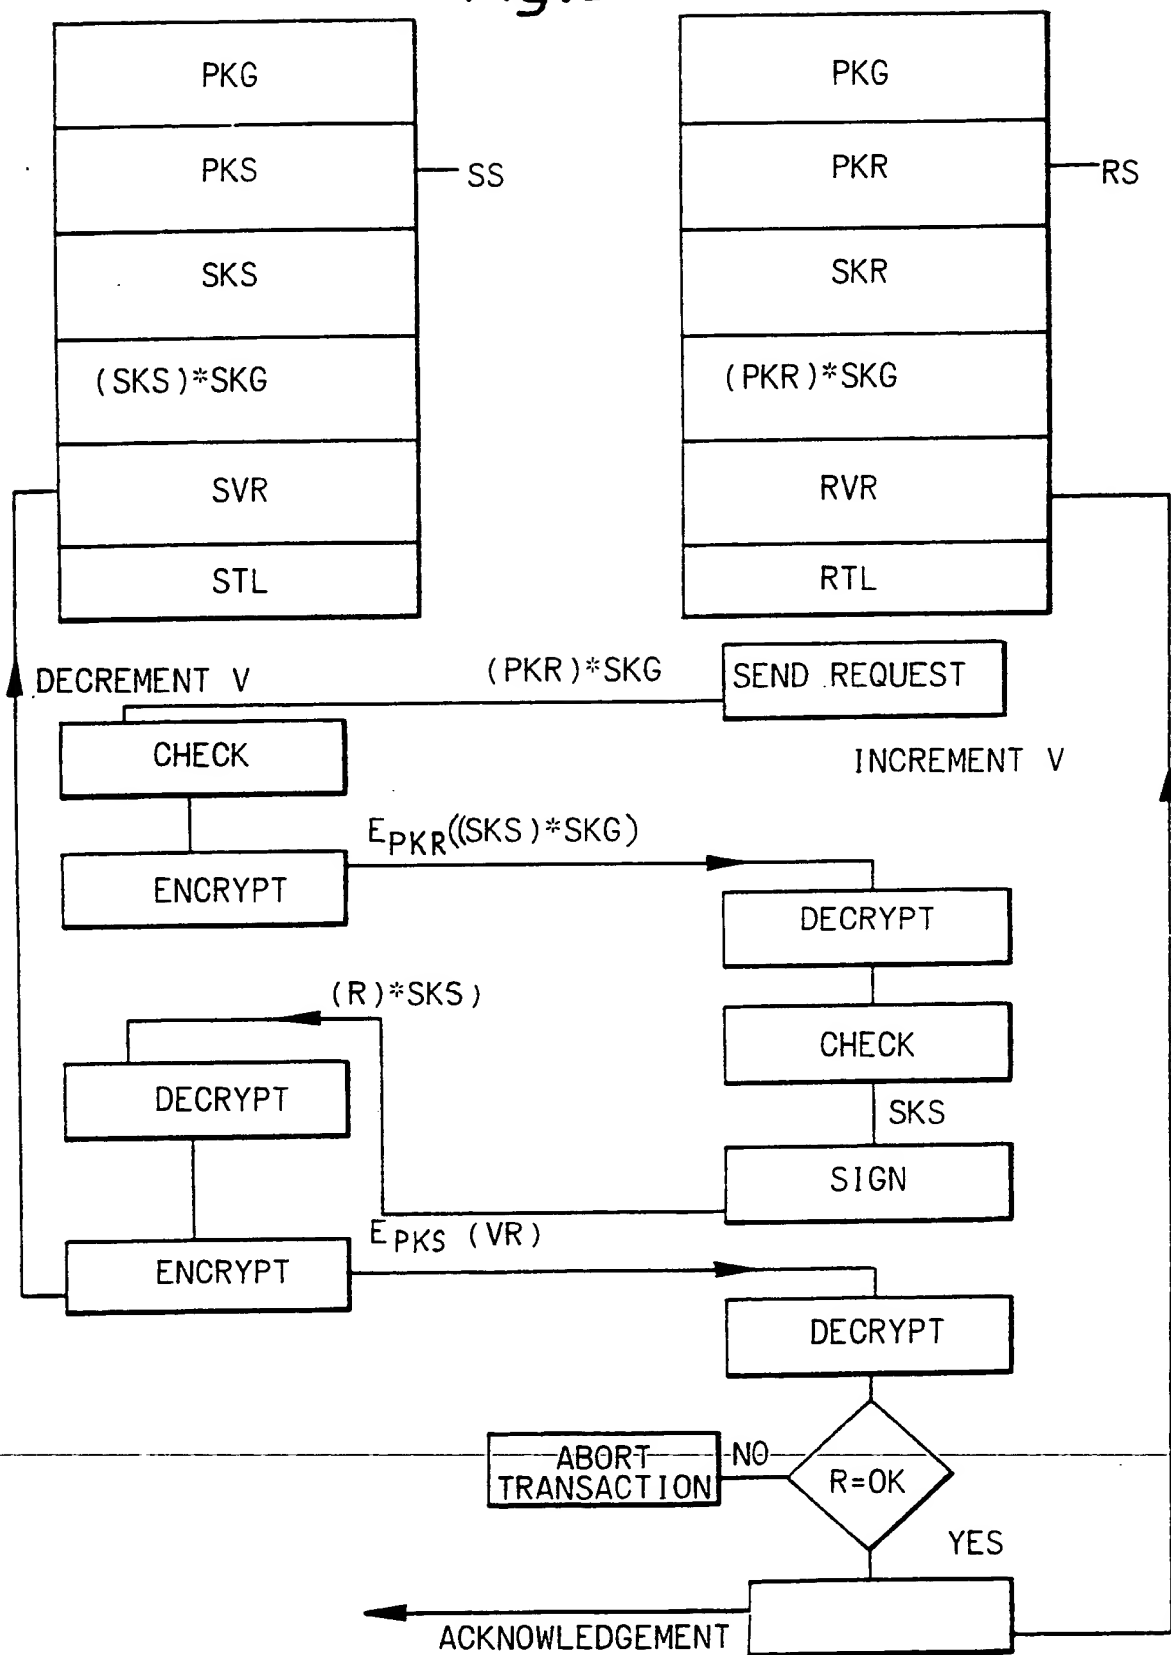 PKG
PKS
SS
SKS
(SKS)*SKG
SVR
STL
PKG
PKR
RS
SKR
(PKR)*SKG
RVR
RTL
DECREMENT V
(PKR)*SKG
SEND REQUEST
CHECK
INCREMENT V
EPKR((SKS)*SKG)
ENCRYPT
DECRYPT
(R)*SKS)
CHECK
DECRYPT
SKS
SIGN
EPKS (VR)
ENCRYPT
DECRYPT
ABORT
TRANSACTION
NO
R=OK
YES
ACKNOWLEDGEMENT